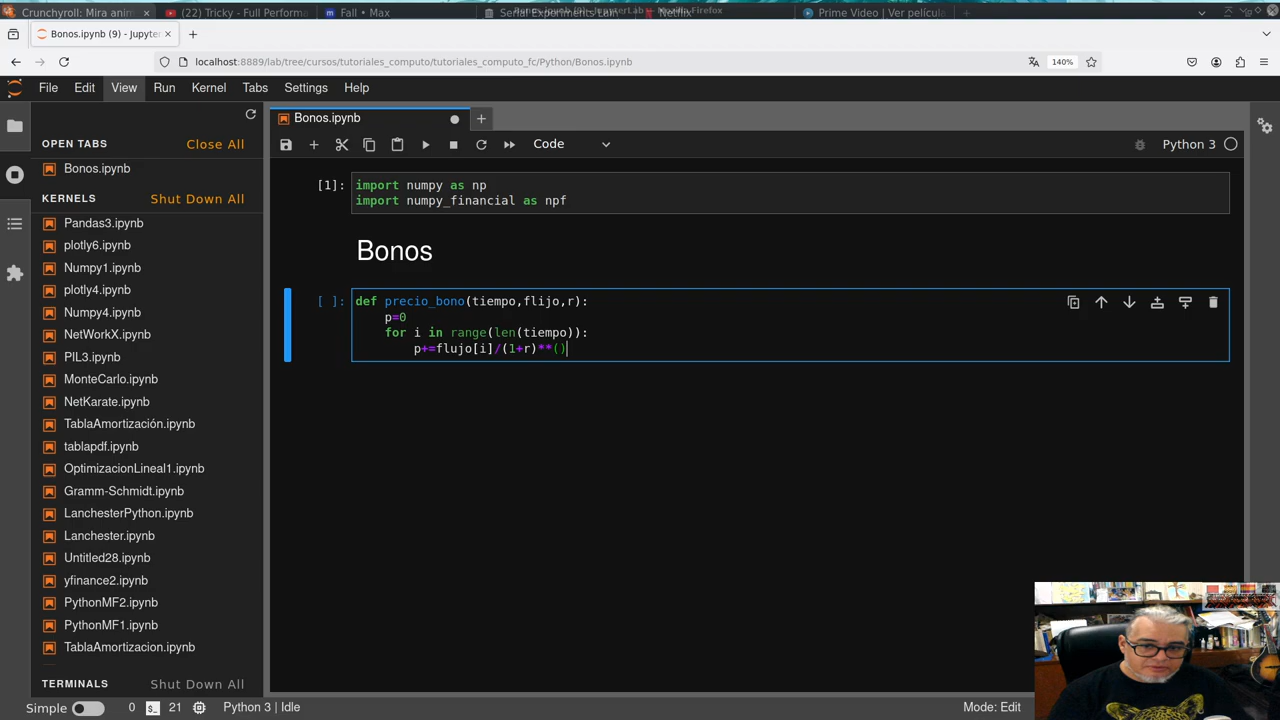 Crunchyroll: Mira anim
(22) Tricky - Full Performa
Fall • Max
Netflix
Prime Video | Ver películ
Bonos.ipynb (9) - Jupyte
localhost:8889/lab/tree/cursos/tutoriales_computo/tutoriales_computo_fc/Python/Bonos.ipynb
140%
File Edit View Run Kernel Tabs Settings Help
OPEN TABS
Close All
Bonos.ipynb
KERNELS
Shut Down All
Pandas3.ipynb
plotly6.ipynb
Numpy1.ipynb
plotly4.ipynb
Numpy4.ipynb
NetWorkX.ipynb
PIL3.ipynb
MonteCarlo.ipynb
NetKarate.ipynb
TablaAmortización.ipynb
tablapdf.ipynb
OptimizacionLineal1.ipynb
Gramm-Schmidt.ipynb
LanchesterPython.ipynb
Lanchester.ipynb
Untitled28.ipynb
yfinance2.ipynb
PythonMF2.ipynb
PythonMF1.ipynb
TablaAmortizacion.ipynb
TERMINALS
Shut Down All
Bonos.ipynb
Code
Python 3
[1]: import numpy as np
import numpy_financial as npf
Bonos
[ ]: def precio_bono(tiempo,flijo,r):
p=0
for i in range(len(tiempo)):
p+=flujo[i]/(1+r)**()
Simple
0
21
Python 3 | Idle
Mode: Edit